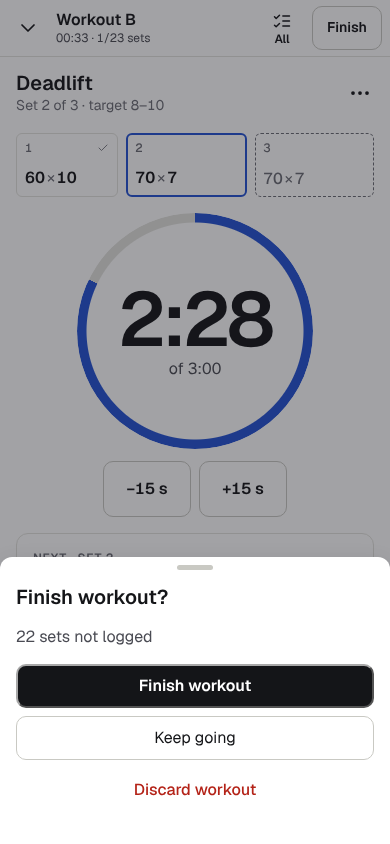 Workout B
00:33 · 1/23 sets
All
Finish
Deadlift
Set 2 of 3 · target 8–10
1
60×10
2
70×7
3
70×7
2:28
of 3:00
−15 s
+15 s
Finish workout?
22 sets not logged
Finish workout
Keep going
Discard workout